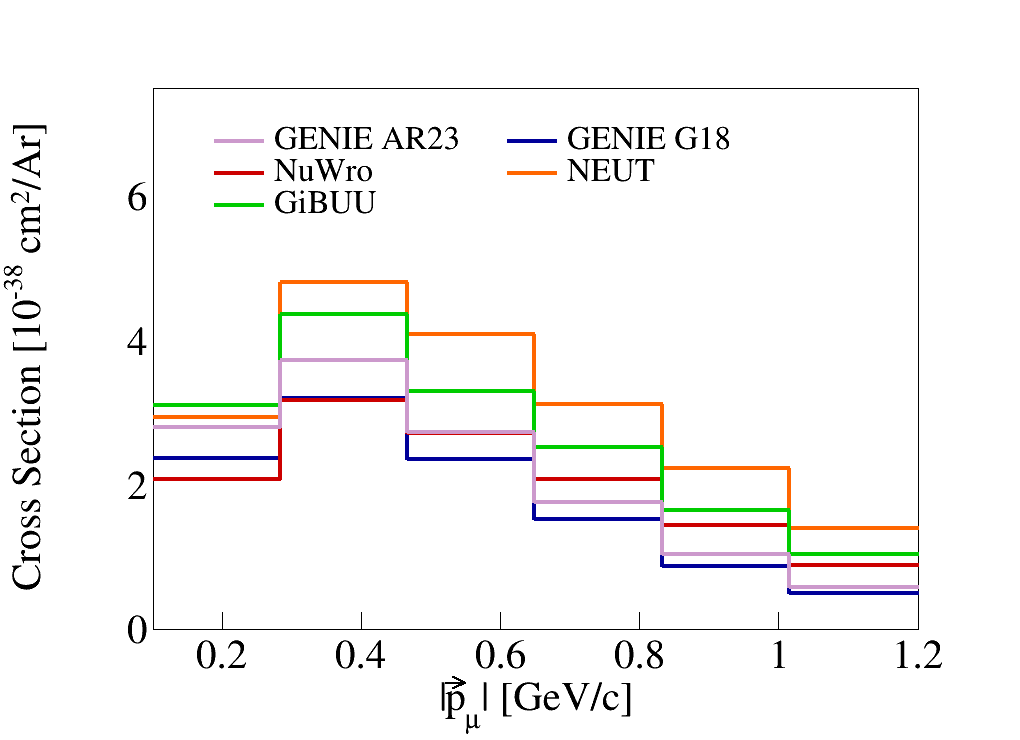 GENIE AR23 GENIE G18
NuWro NEUT
GiBUU
Cross Section [10⁻³⁸ cm²/Ar]
6
4
2
0
0.2 0.4 0.6 0.8 1 1.2
|p⃗_μ| [GeV/c]